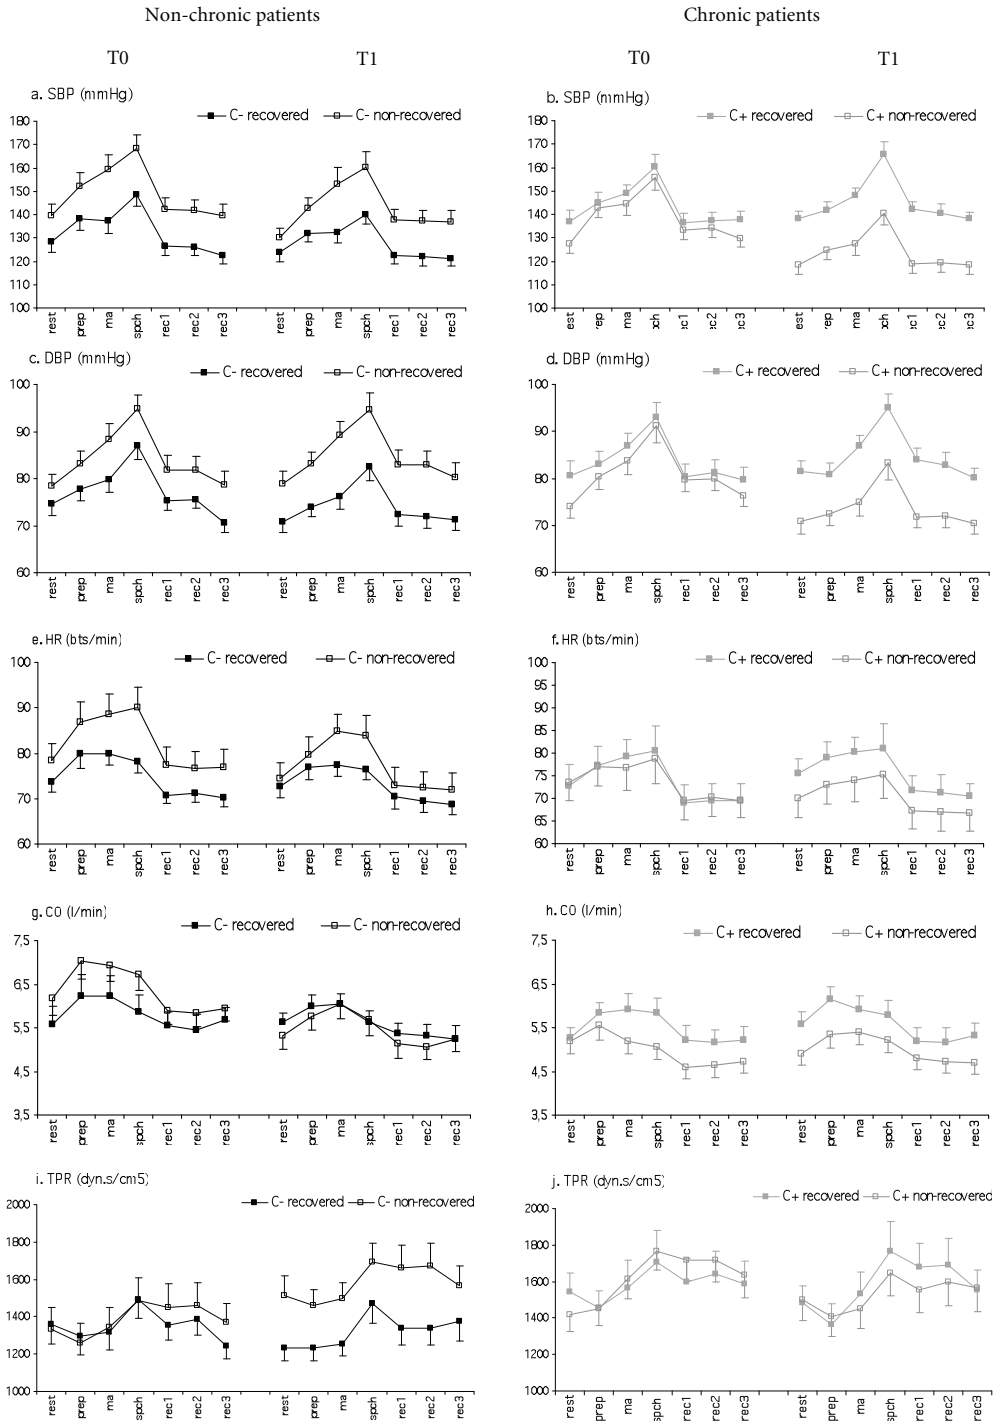 Non-chronic patients
Chronic patients
T0 T1
T0 T1
a. SBP (mmHg)
C- recovered C- non-recovered
180
170
160
150
140
130
120
110
100
rest prep ma spch rec1 rec2 rec3 rest prep ma spch rec1 rec2 rec3
b. SBP (mmHg)
C+ recovered C+ non-recovered
180
170
160
150
140
130
120
110
100
est rep ma och ec1 ec2 ec3 est rep ma och ec1 ec2 ec3
c. DBP (mmHg)
C- recovered C- non-recovered
100
90
80
70
60
rest prep ma spch rec1 rec2 rec3 rest prep ma spch rec1 rec2 rec3
d. DBP (mmHg)
C+ recovered C+ non-recovered
100
90
80
70
60
rest prep ma spch rec1 rec2 rec3 rest prep ma spch rec1 rec2 rec3
e. HR (bts/min)
C- recovered C- non-recovered
100
90
80
70
60
rest prep ma spch rec1 rec2 rec3 rest prep ma spch rec1 rec2 rec3
f. HR (bts/min)
C+ recovered C+ non-recovered
100
95
90
85
80
75
70
65
60
rest prep ma spch rec1 rec2 rec3 rest prep ma spch rec1 rec2 rec3
g. CO (l/min)
C- recovered C- non-recovered
7,5
6,5
5,5
4,5
3,5
rest prep ma spch rec1 rec2 rec3 rest prep ma spch rec1 rec2 rec3
h. CO (l/min)
C+ recovered C+ non-recovered
7,5
6,5
5,5
4,5
3,5
rest prep ma spch rec1 rec2 rec3 rest prep ma spch rec1 rec2 rec3
i. TPR (dyn.s/cm5)
C- recovered C- non-recovered
2000
1800
1600
1400
1200
1000
rest prep ma spch rec1 rec2 rec3 rest prep ma spch rec1 rec2 rec3
j. TPR (dyn.s/cm5)
C+ recovered C+ non-recovered
2000
1800
1600
1400
1200
1000
rest prep ma spch rec1 rec2 rec3 rest prep ma spch rec1 rec2 rec3